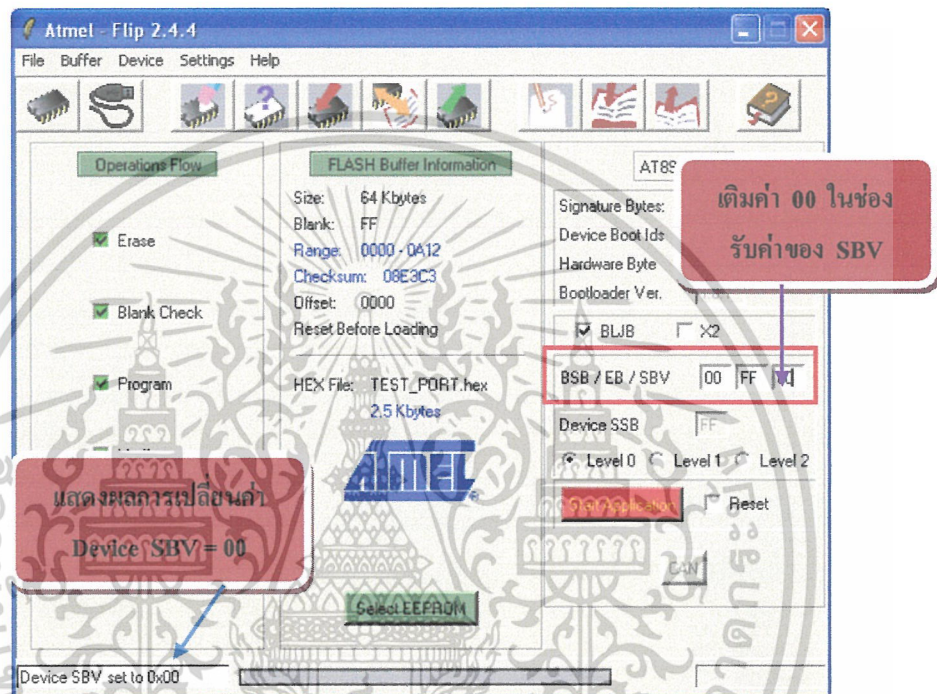 Atmel - Flip 2.4.4
File Buffer Device Settings Help
Operations Flow
Erase
Blank Check
Program
FLASH Buffer Information
Size: 64 Kbytes
Blank: FF
Range: 0000 - 0A12
Checksum: 08E3C3
Offset: 0000
Reset Before Loading
HEX File: TEST_PORT.hex
2.5 Kbytes
ATMEL
Select EEPROM
Signature Bytes:
Device Boot Ids
Hardware Byte
Bootloader Ver.
BLJB X2
BSB / EB / SBV 00 FF
Device SSB FF
Level 0 Level 1 Level 2
Start Application Reset
CAN
เติมค่า 00 ในช่อง
รับค่าของ SBV
แสดงผลการเปลี่ยนค่า
Device SBV = 00
Device SBV set to 0x00